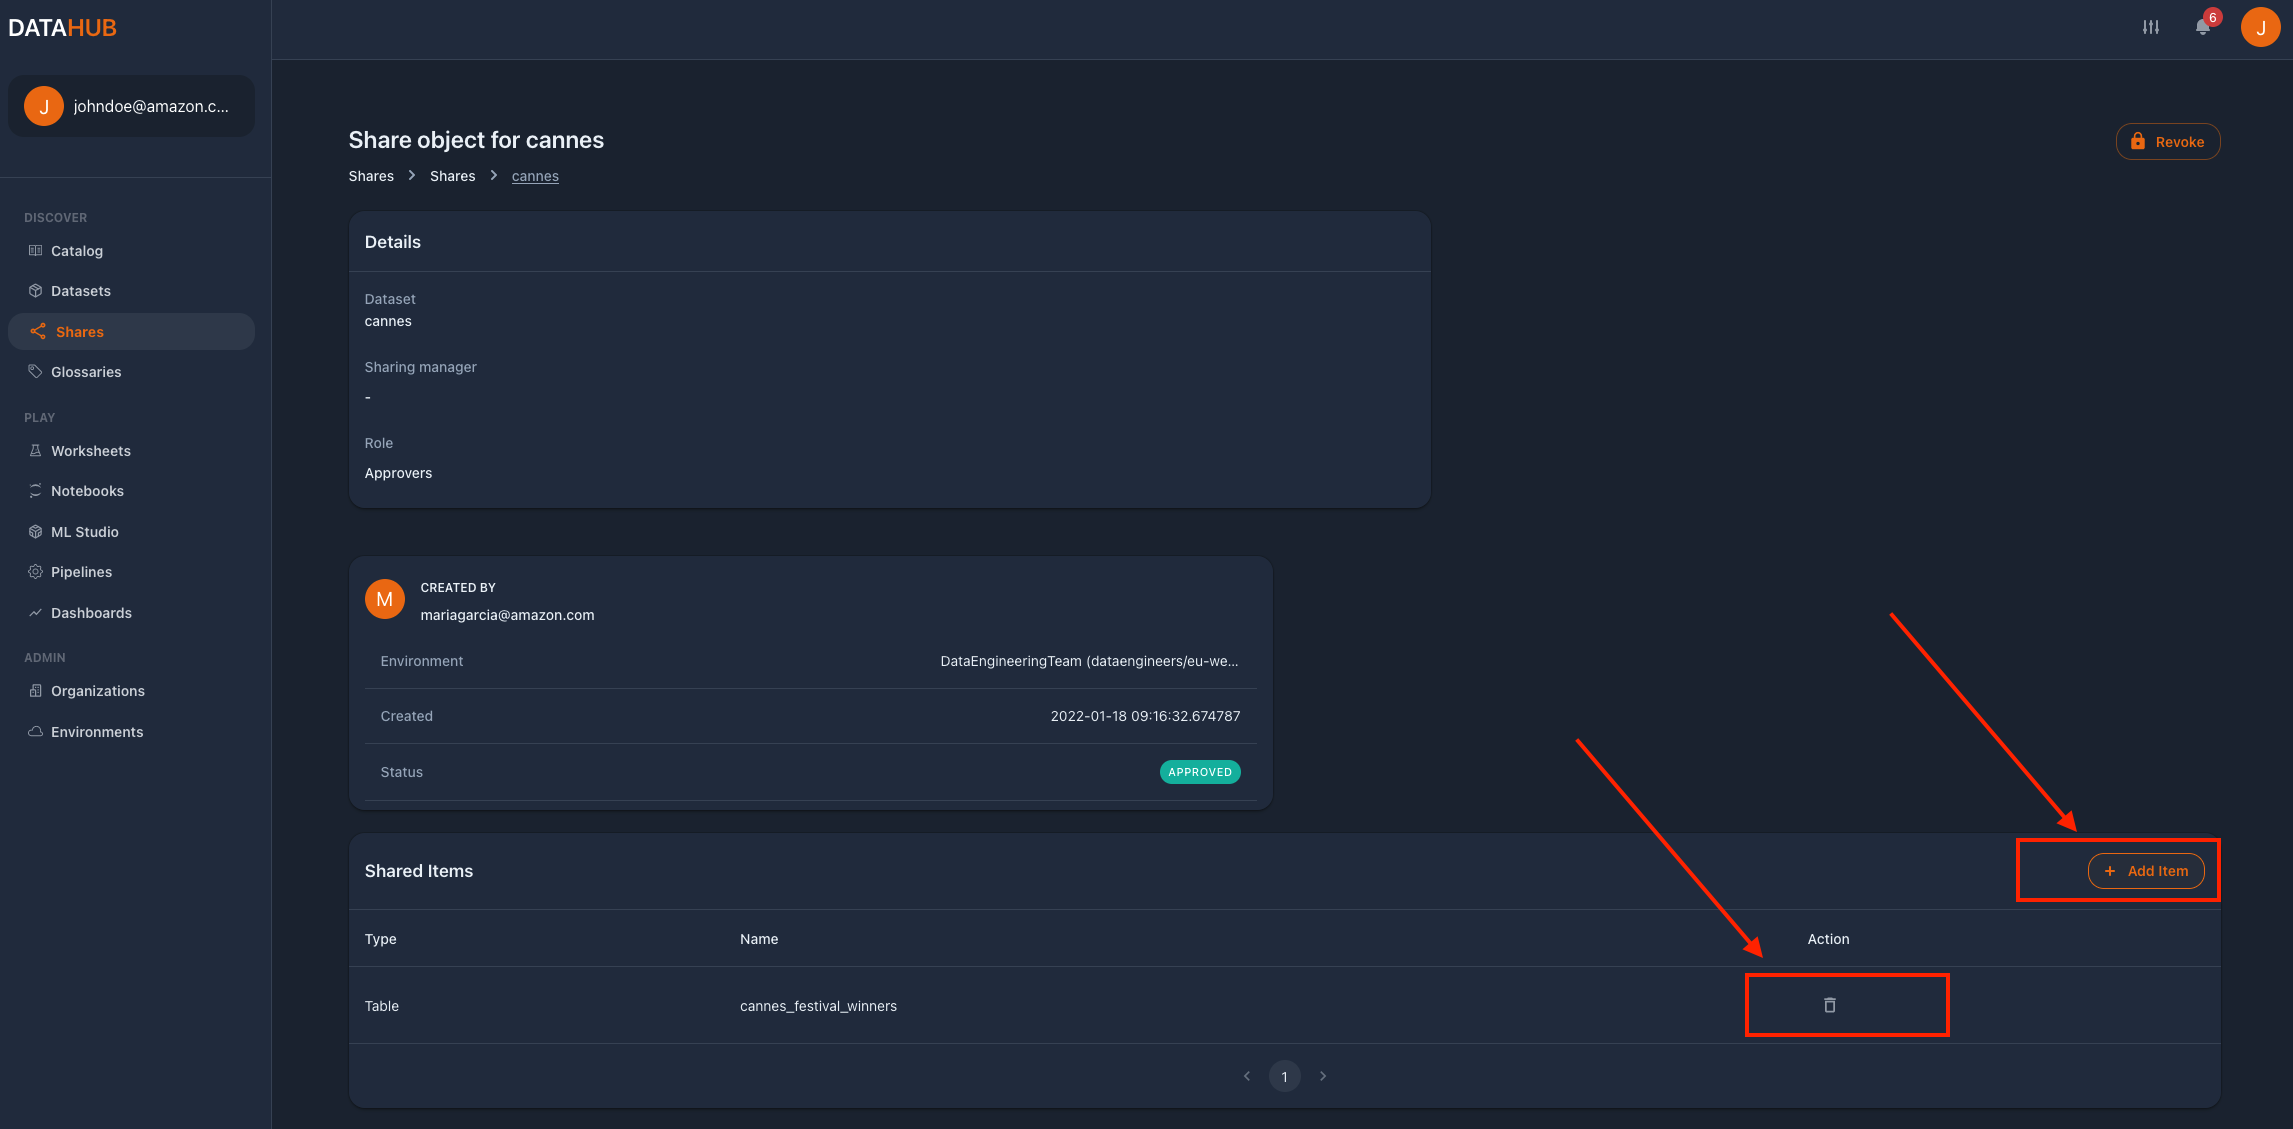 DATAHUB
6
J
J
johndoe@amazon.c...
DISCOVER
Catalog
Datasets
Shares
Glossaries
PLAY
Worksheets
Notebooks
ML Studio
Pipelines
Dashboards
ADMIN
Organizations
Environments
Share object for cannes
Revoke
Shares > Shares > cannes
Details
Dataset
cannes
Sharing manager
-
Role
Approvers
M
CREATED BY
mariagarcia@amazon.com
Environment DataEngineeringTeam (dataengineers/eu-we...
Created 2022-01-18 09:16:32.674787
Status APPROVED
Shared Items
+ Add Item
Type Name Action
Table cannes_festival_winners
< 1 >